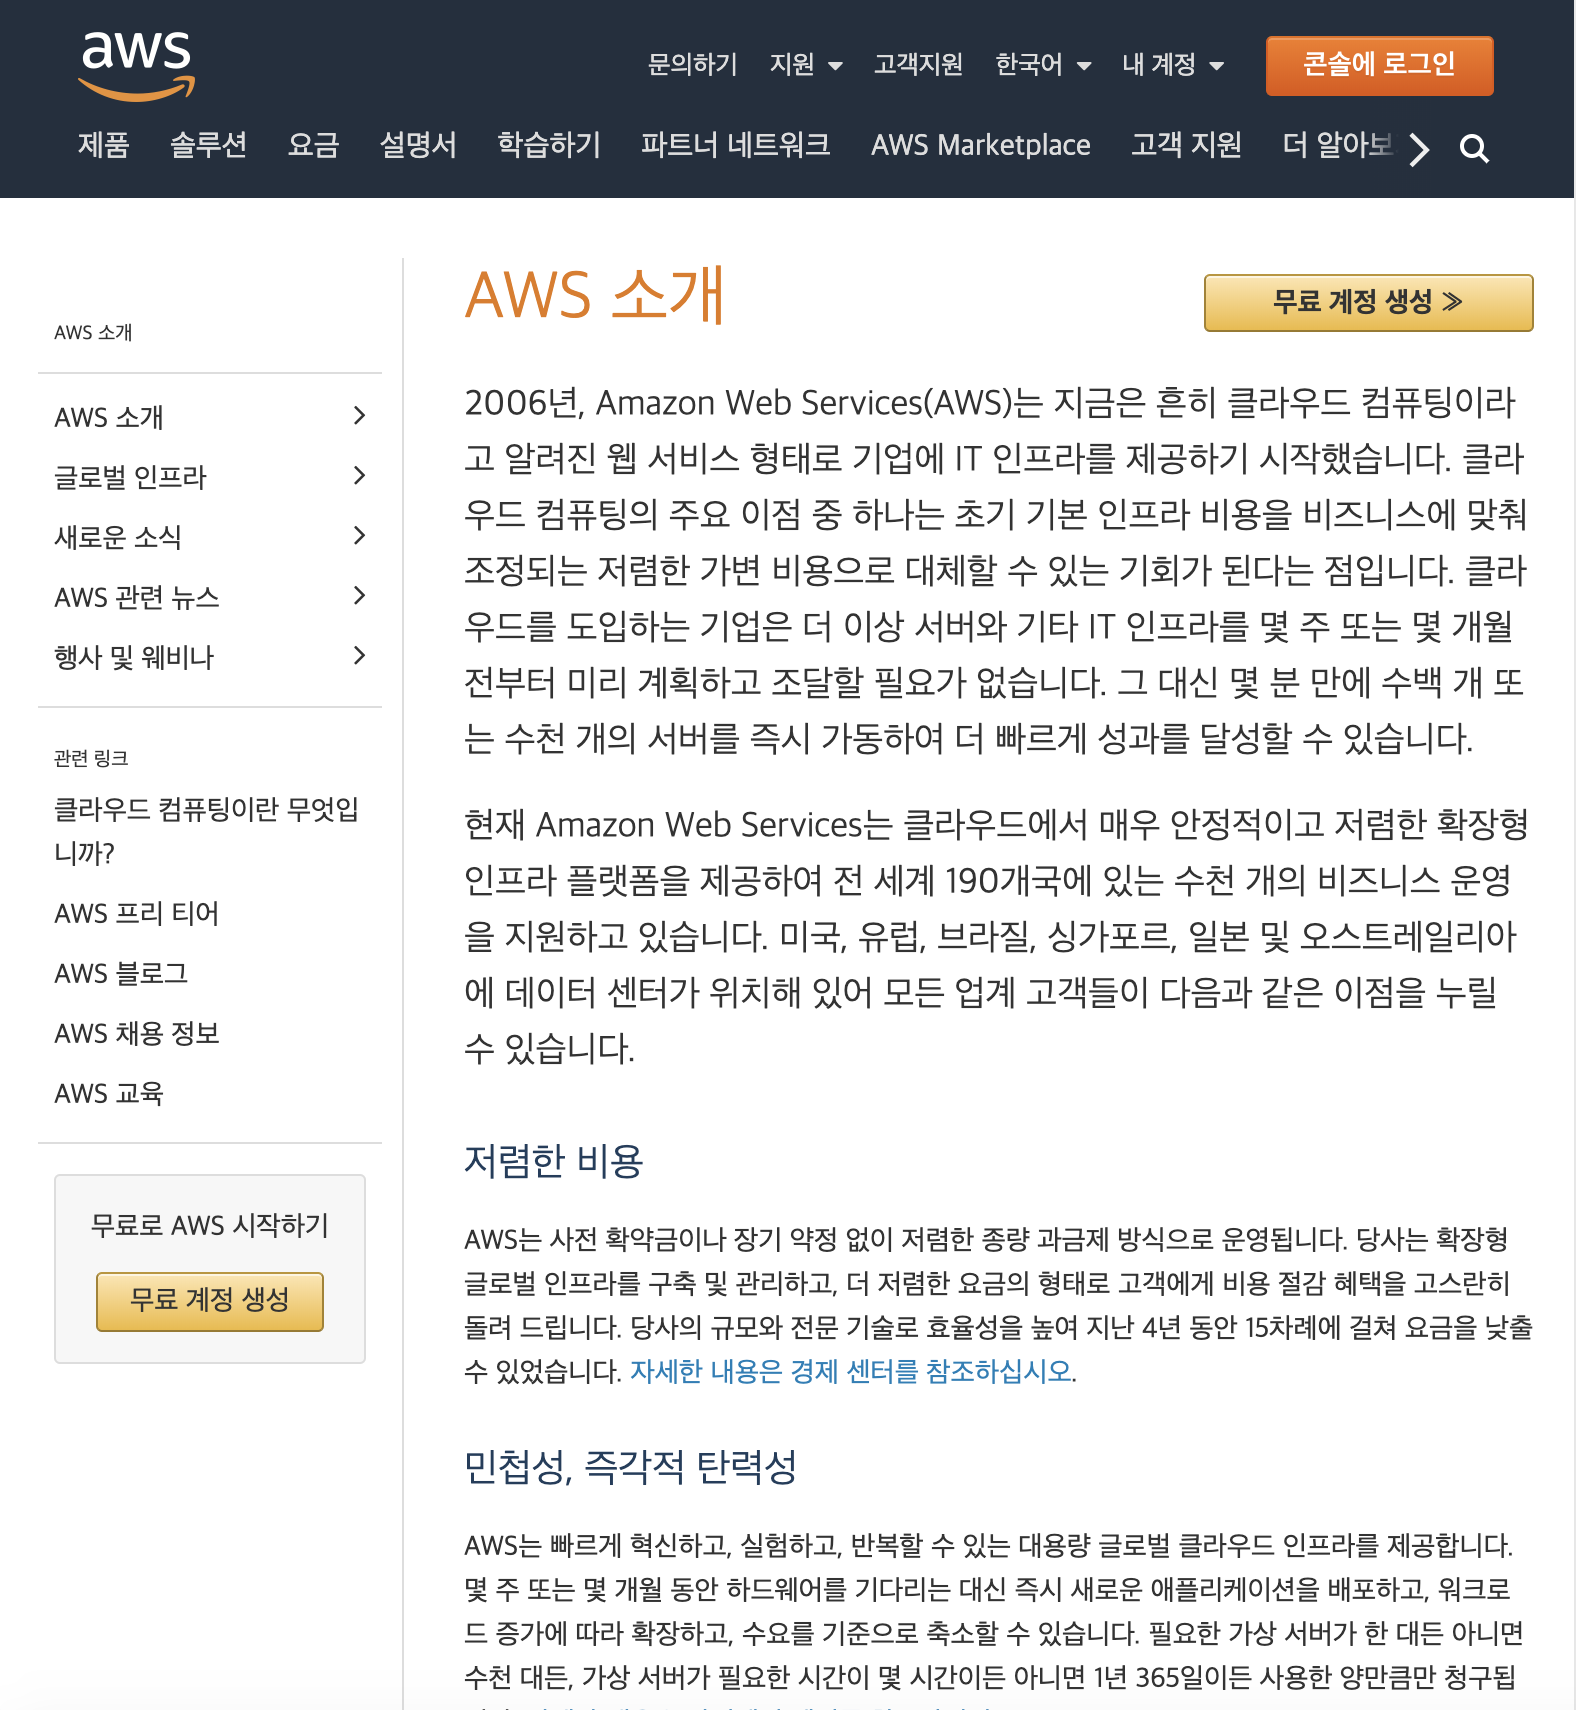 aws
문의하기 지원 고객지원 한국어 내 계정 콘솔에 로그인
제품 솔루션 요금 설명서 학습하기 파트너 네트워크 AWS Marketplace 고객 지원 더 알아보
AWS 소개
AWS 소개
글로벌 인프라
새로운 소식
AWS 관련 뉴스
행사 및 웨비나
관련 링크
클라우드 컴퓨팅이란 무엇입
니까?
AWS 프리 티어
AWS 블로그
AWS 채용 정보
AWS 교육
무료로 AWS 시작하기
무료 계정 생성
AWS 소개
무료 계정 생성 ≫
2006년, Amazon Web Services(AWS)는 지금은 흔히 클라우드 컴퓨팅이라
고 알려진 웹 서비스 형태로 기업에 IT 인프라를 제공하기 시작했습니다. 클라
우드 컴퓨팅의 주요 이점 중 하나는 초기 기본 인프라 비용을 비즈니스에 맞춰
조정되는 저렴한 가변 비용으로 대체할 수 있는 기회가 된다는 점입니다. 클라
우드를 도입하는 기업은 더 이상 서버와 기타 IT 인프라를 몇 주 또는 몇 개월
전부터 미리 계획하고 조달할 필요가 없습니다. 그 대신 몇 분 만에 수백 개 또
는 수천 개의 서버를 즉시 가동하여 더 빠르게 성과를 달성할 수 있습니다.
현재 Amazon Web Services는 클라우드에서 매우 안정적이고 저렴한 확장형
인프라 플랫폼을 제공하여 전 세계 190개국에 있는 수천 개의 비즈니스 운영
을 지원하고 있습니다. 미국, 유럽, 브라질, 싱가포르, 일본 및 오스트레일리아
에 데이터 센터가 위치해 있어 모든 업계 고객들이 다음과 같은 이점을 누릴
수 있습니다.
저렴한 비용
AWS는 사전 확약금이나 장기 약정 없이 저렴한 종량 과금제 방식으로 운영됩니다. 당사는 확장형
글로벌 인프라를 구축 및 관리하고, 더 저렴한 요금의 형태로 고객에게 비용 절감 혜택을 고스란히
돌려 드립니다. 당사의 규모와 전문 기술로 효율성을 높여 지난 4년 동안 15차례에 걸쳐 요금을 낮출
수 있었습니다. 자세한 내용은 경제 센터를 참조하십시오.
민첩성, 즉각적 탄력성
AWS는 빠르게 혁신하고, 실험하고, 반복할 수 있는 대용량 글로벌 클라우드 인프라를 제공합니다.
몇 주 또는 몇 개월 동안 하드웨어를 기다리는 대신 즉시 새로운 애플리케이션을 배포하고, 워크로
드 증가에 따라 확장하고, 수요를 기준으로 축소할 수 있습니다. 필요한 가상 서버가 한 대든 아니면
수천 대든, 가상 서버가 필요한 시간이 몇 시간이든 아니면 1년 365일이든 사용한 양만큼만 청구됩